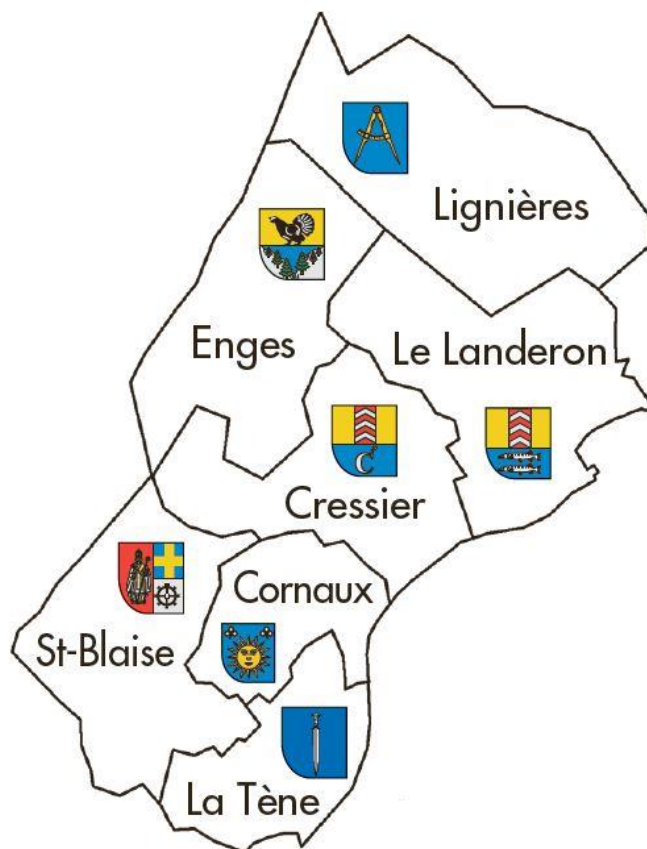 Lignières
Enges
Le Landeron
Cressier
Cornaux
St-Blaise
La Tène